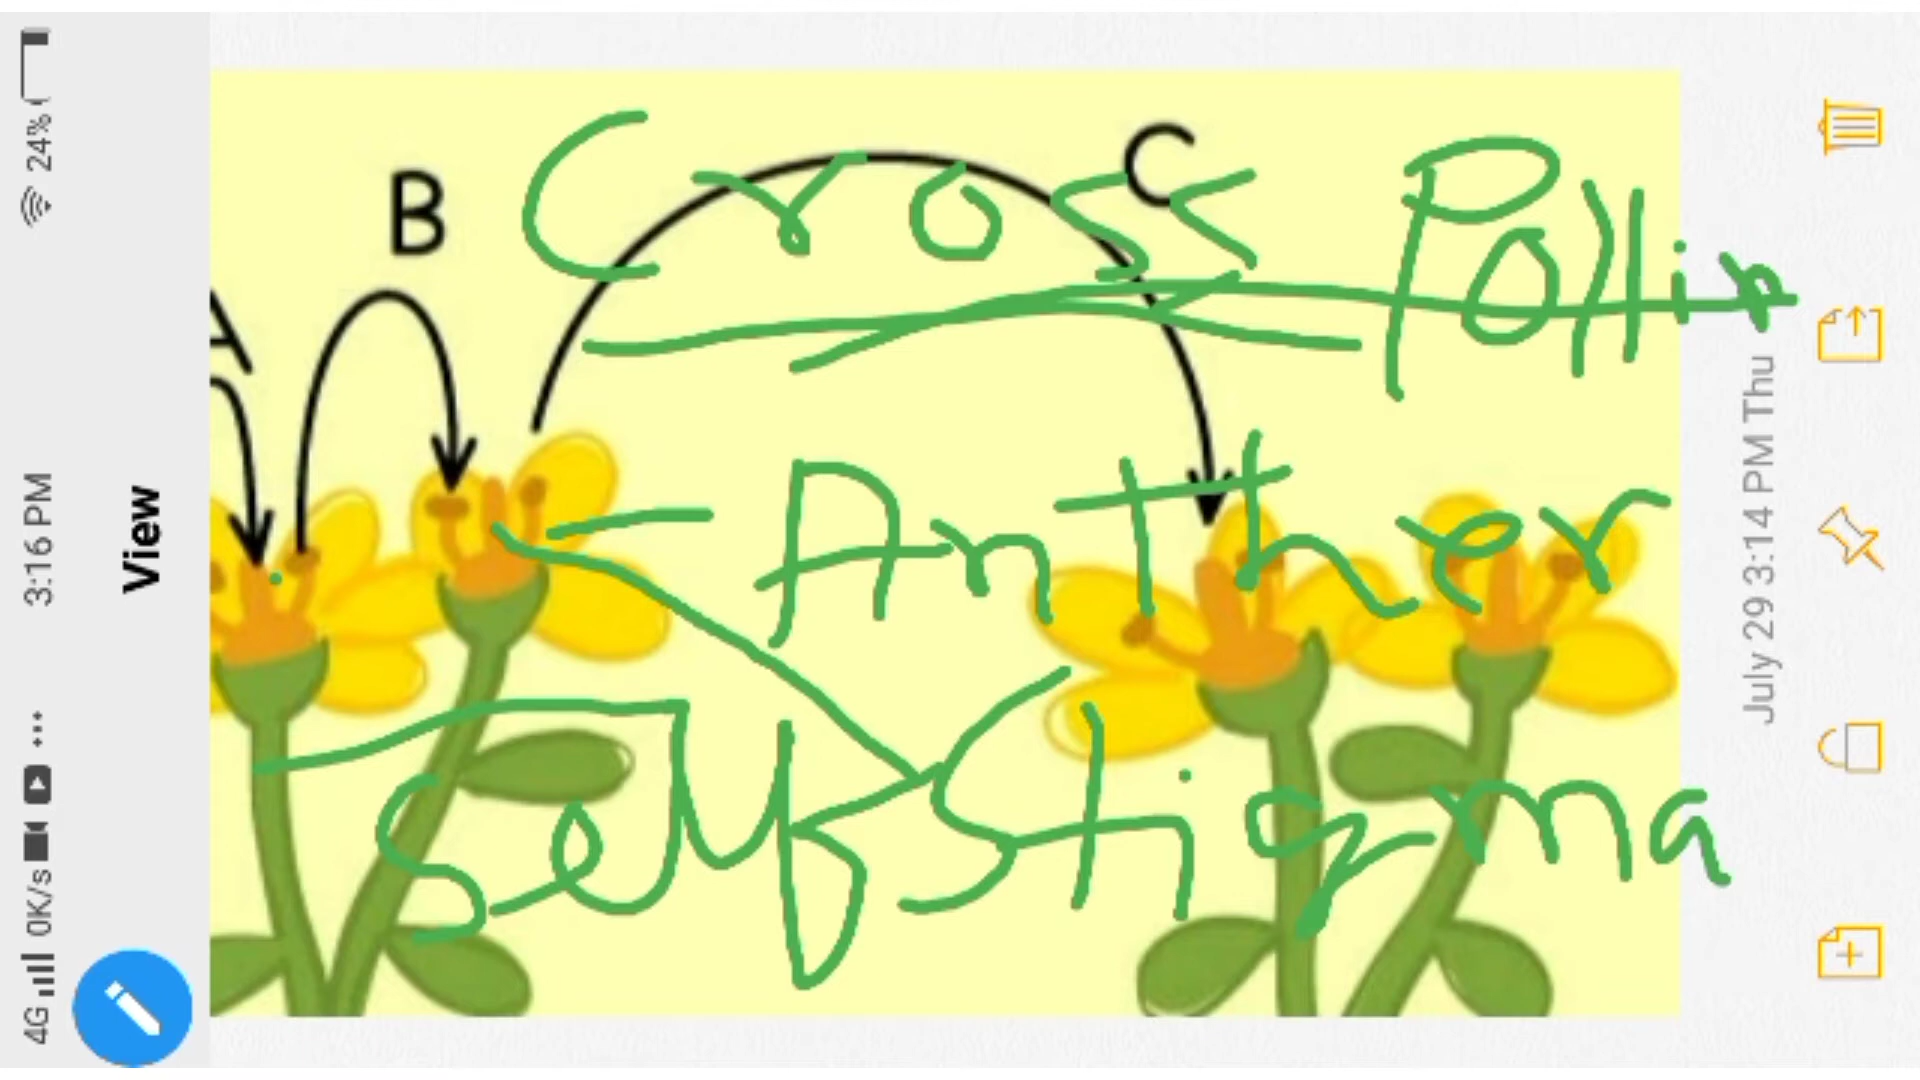 4G 0K/s ... 3:16 PM 24%
View
A
B
C
Cross Pollin
Anther
Self Stigma
July 29 3:14 PM Thu